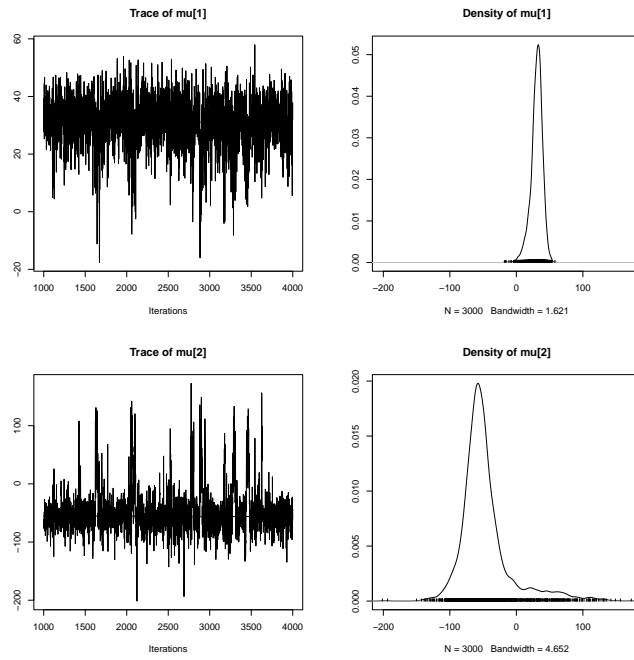 Trace of mu[1]
60
40
20
0
−20
1000 1500 2000 2500 3000 3500 4000
Iterations
Density of mu[1]
0.05
0.04
0.03
0.02
0.01
0.00
−200 −100 0 100
N = 3000 Bandwidth = 1.621
Trace of mu[2]
100
0
−100
−200
1000 1500 2000 2500 3000 3500 4000
Iterations
Density of mu[2]
0.020
0.015
0.010
0.005
0.000
−200 −100 0 100
N = 3000 Bandwidth = 4.652